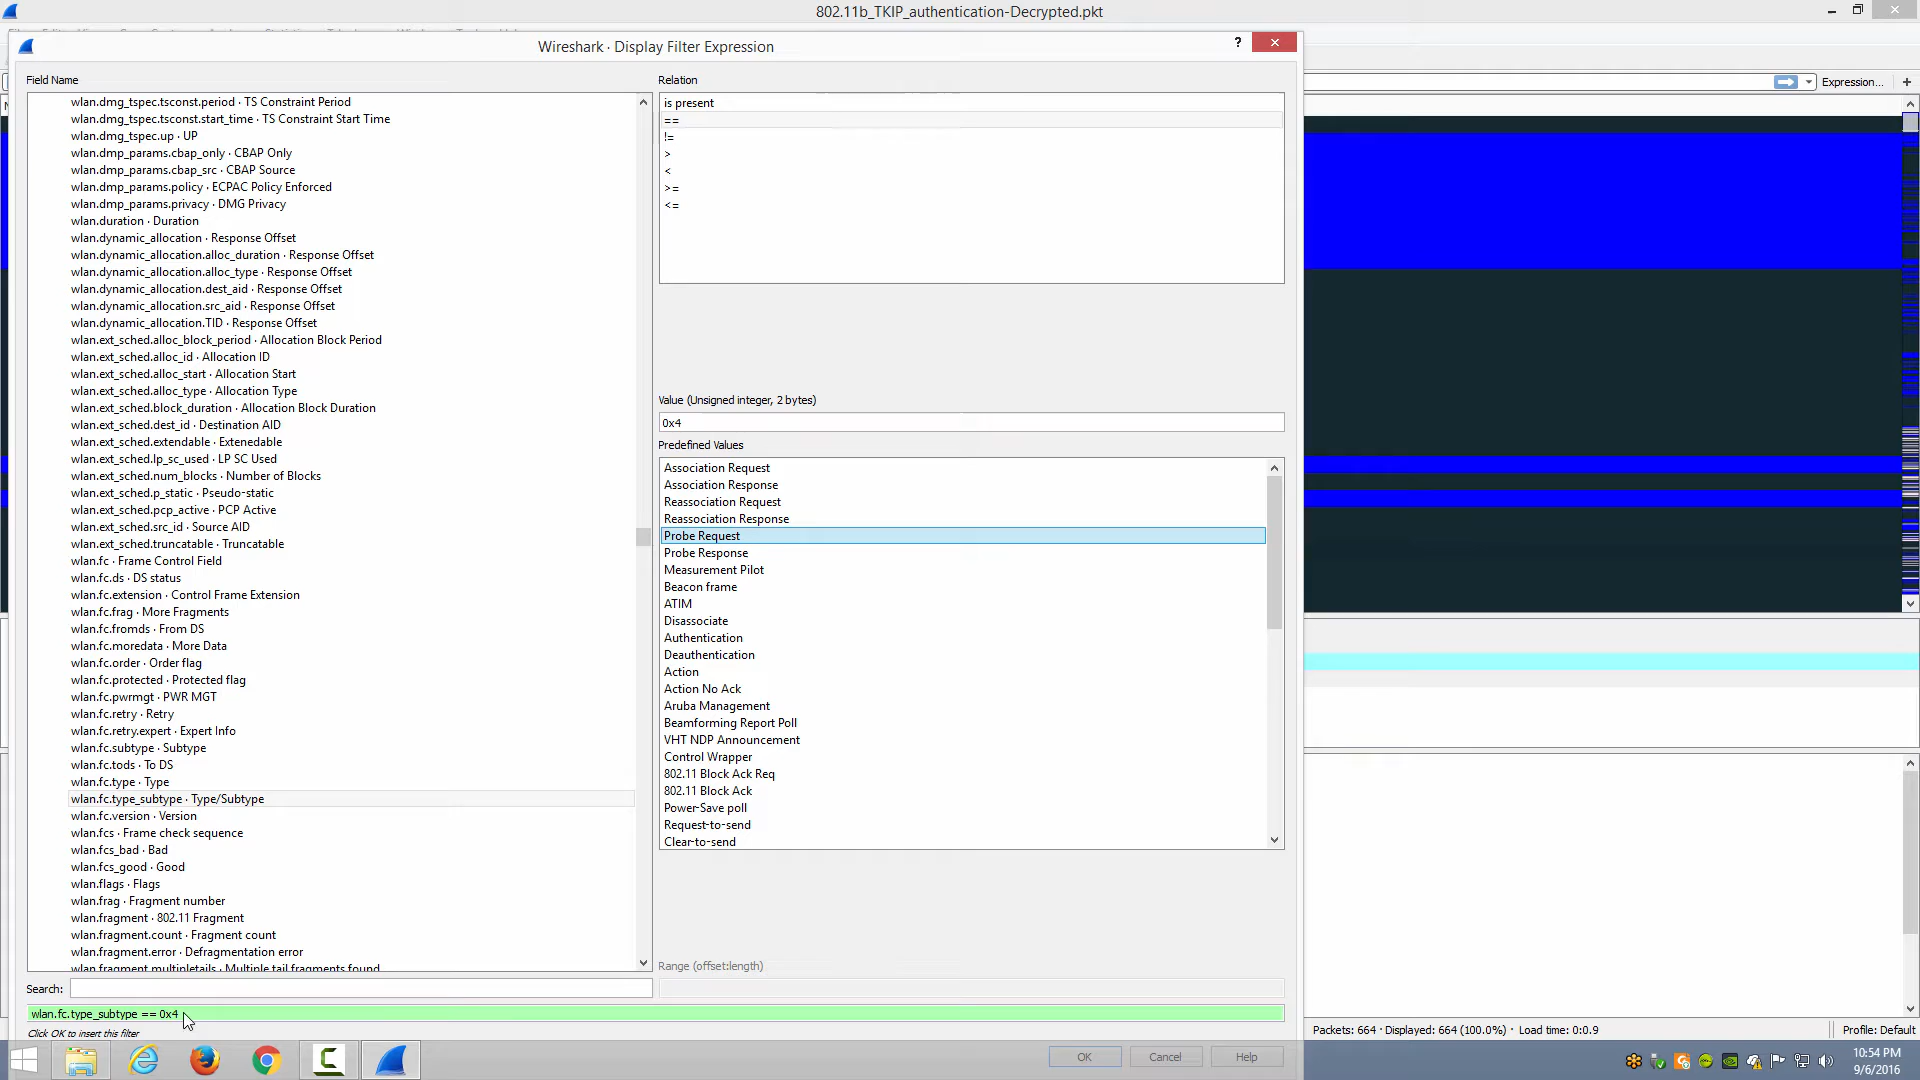 802.11b_TKIP_authentication-Decrypted.pkt
Wireshark · Display Filter Expression
?
Field Name
Relation
Expression...
+
wlan.dmg_tspec.tsconst.period · TS Constraint Period
wlan.dmg_tspec.tsconst.start_time · TS Constraint Start Time
wlan.dmg_tspec.up · UP
wlan.dmp_params.cbap_only · CBAP Only
wlan.dmp_params.cbap_src · CBAP Source
wlan.dmp_params.policy · ECPAC Policy Enforced
wlan.dmp_params.privacy · DMG Privacy
wlan.duration · Duration
wlan.dynamic_allocation · Response Offset
wlan.dynamic_allocation.alloc_duration · Response Offset
wlan.dynamic_allocation.alloc_type · Response Offset
wlan.dynamic_allocation.dest_aid · Response Offset
wlan.dynamic_allocation.src_aid · Response Offset
wlan.dynamic_allocation.TID · Response Offset
wlan.ext_sched.alloc_block_period · Allocation Block Period
wlan.ext_sched.alloc_id · Allocation ID
wlan.ext_sched.alloc_start · Allocation Start
wlan.ext_sched.alloc_type · Allocation Type
wlan.ext_sched.block_duration · Allocation Block Duration
wlan.ext_sched.dest_id · Destination AID
wlan.ext_sched.extendable · Extenedable
wlan.ext_sched.lp_sc_used · LP SC Used
wlan.ext_sched.num_blocks · Number of Blocks
wlan.ext_sched.p_static · Pseudo-static
wlan.ext_sched.pcp_active · PCP Active
wlan.ext_sched.src_id · Source AID
wlan.ext_sched.truncatable · Truncatable
wlan.fc · Frame Control Field
wlan.fc.ds · DS status
wlan.fc.extension · Control Frame Extension
wlan.fc.frag · More Fragments
wlan.fc.fromds · From DS
wlan.fc.moredata · More Data
wlan.fc.order · Order flag
wlan.fc.protected · Protected flag
wlan.fc.pwrmgt · PWR MGT
wlan.fc.retry · Retry
wlan.fc.retry.expert · Expert Info
wlan.fc.subtype · Subtype
wlan.fc.tods · To DS
wlan.fc.type · Type
wlan.fc.type_subtype · Type/Subtype
wlan.fc.version · Version
wlan.fcs · Frame check sequence
wlan.fcs_bad · Bad
wlan.fcs_good · Good
wlan.flags · Flags
wlan.frag · Fragment number
wlan.fragment · 802.11 Fragment
wlan.fragment.count · Fragment count
wlan.fragment.error · Defragmentation error
wlan.fragment.multipletails · Multiple tail fragments found
is present
==
!=
>
<
>=
<=
Value (Unsigned integer, 2 bytes)
0x4
Predefined Values
Association Request
Association Response
Reassociation Request
Reassociation Response
Probe Request
Probe Response
Measurement Pilot
Beacon frame
ATIM
Disassociate
Authentication
Deauthentication
Action
Action No Ack
Aruba Management
Beamforming Report Poll
VHT NDP Announcement
Control Wrapper
802.11 Block Ack Req
802.11 Block Ack
Power-Save poll
Request-to-send
Clear-to-send
Range (offset:length)
Search:
wlan.fc.type_subtype == 0x4
Click OK to insert this filter
OK
Cancel
Help
Packets: 664 · Displayed: 664 (100.0%) · Load time: 0:0.9
Profile: Default
10:54 PM
9/6/2016